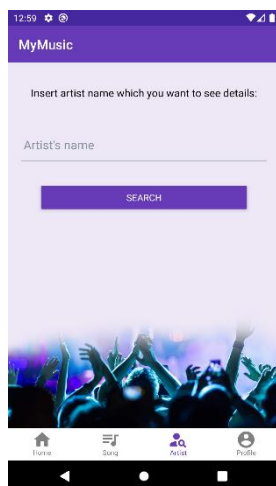 12:59
MyMusic
Insert artist name which you want to see details:
Artist's name
SEARCH
Home
Song
Artist
Profile